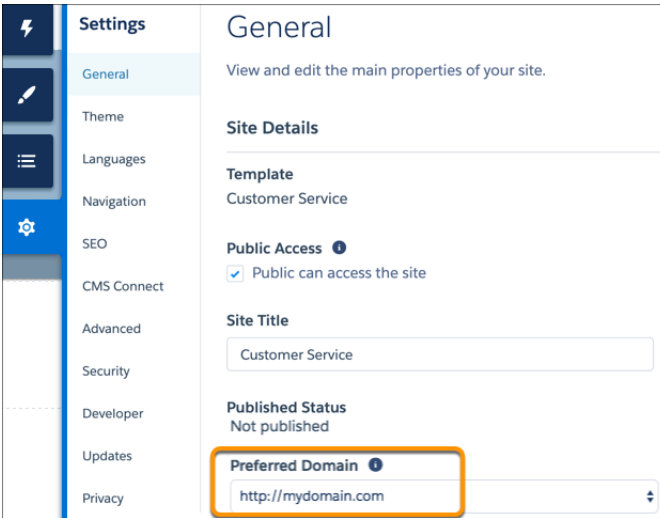 Settings
General
Theme
Languages
Navigation
SEO
CMS Connect
Advanced
Security
Developer
Updates
Privacy
General
View and edit the main properties of your site.
Site Details
Template
Customer Service
Public Access
Public can access the site
Site Title
Customer Service
Published Status
Not published
Preferred Domain
http://mydomain.com